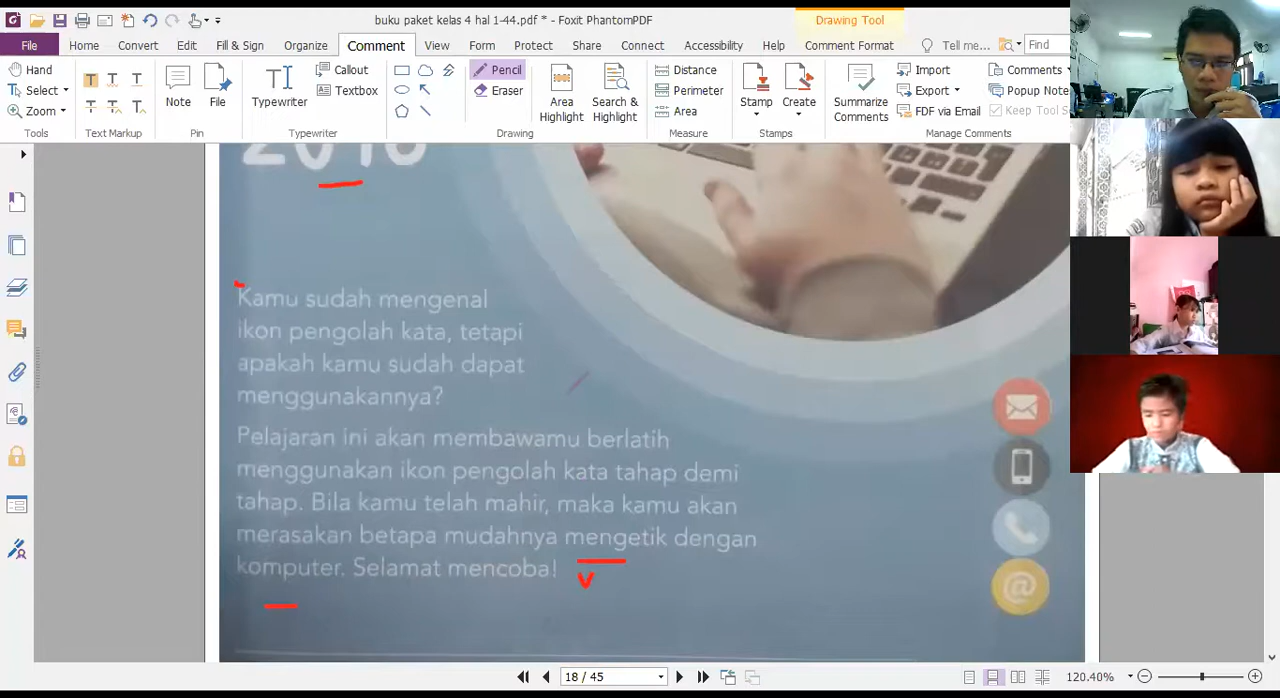 buku paket kelas 4 hal 1-44.pdf * - Foxit PhantomPDF
Drawing Tool
File Home Convert Edit Fill & Sign Organize Comment View Form Protect Share Connect Accessibility Help Comment Format Tell me... Find
Hand
Select
Zoom
Tools
T T T
T T T
Text Markup
Note
File
Pin
Typewriter
Callout
Textbox
Typewriter
Pencil
Eraser
Drawing
Area Highlight
Search & Highlight
Distance
Perimeter
Area
Measure
Stamp
Create
Stamps
Summarize Comments
Import
Export
FDF via Email
Comments
Popup Note
Keep Tool S
Manage Comments
Kamu sudah mengenal
ikon pengolah kata, tetapi
apakah kamu sudah dapat
menggunakannya?
Pelajaran ini akan membawamu berlatih
menggunakan ikon pengolah kata tahap demi
tahap. Bila kamu telah mahir, maka kamu akan
merasakan betapa mudahnya mengetik dengan
komputer. Selamat mencoba!
V
@
18 / 45
120.40%